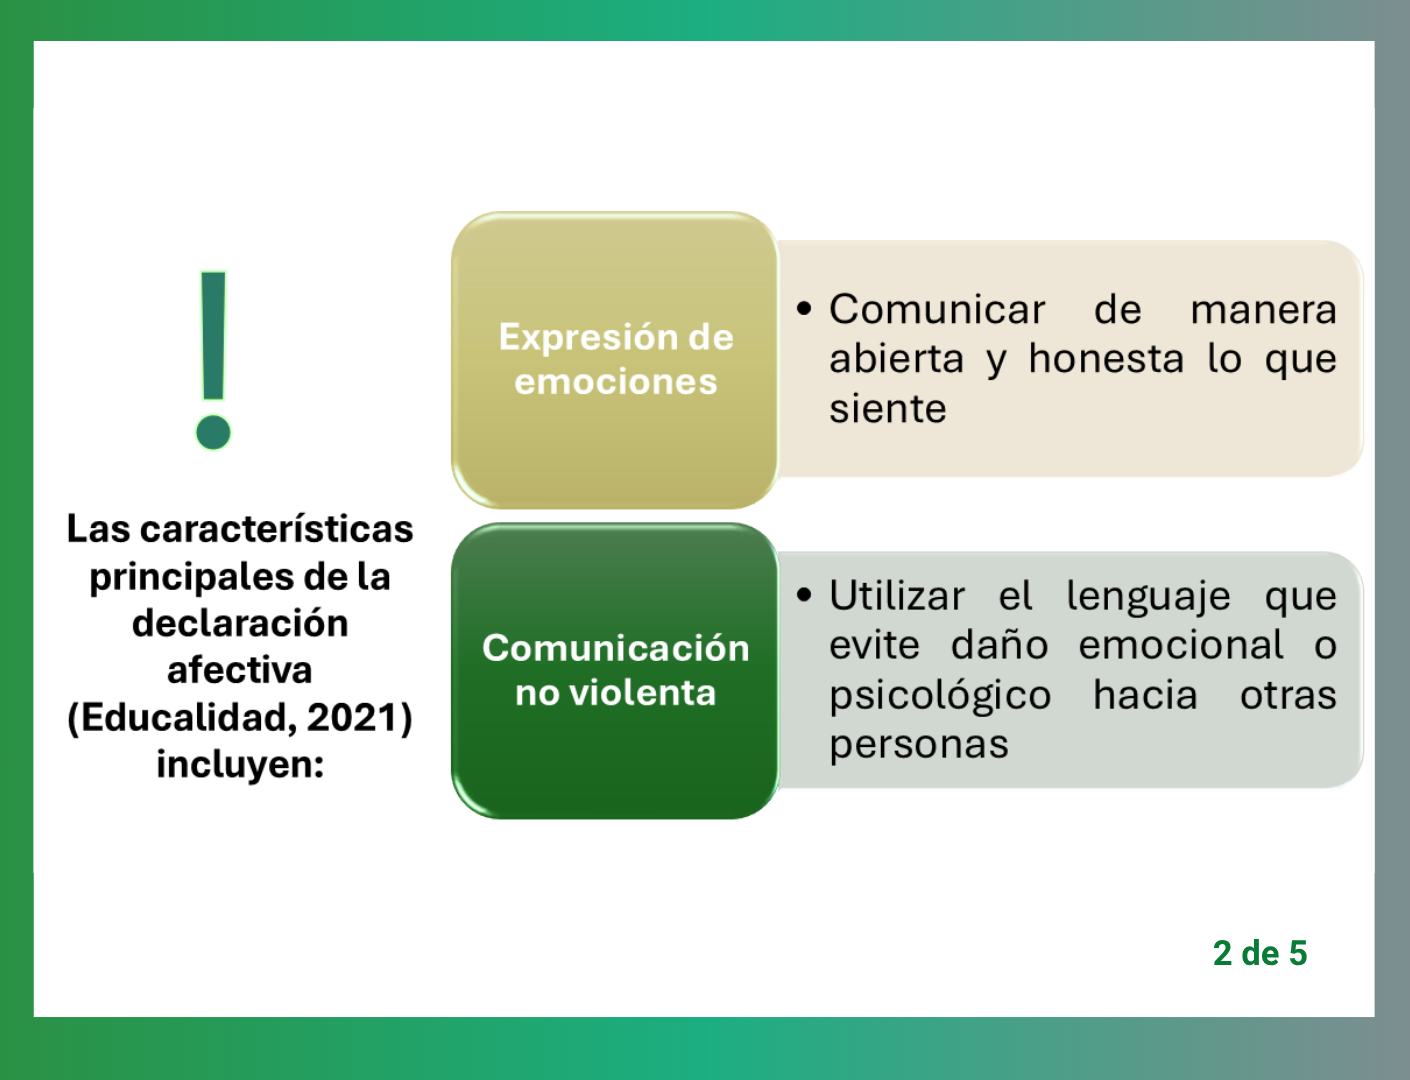 Las características
principales de la
declaración
afectiva
(Educalidad, 2021)
incluyen:
Expresión de
emociones
• Comunicar de manera
abierta y honesta lo que
siente
Comunicación
no violenta
• Utilizar el lenguaje que
evite daño emocional o
psicológico hacia otras
personas
2 de 5